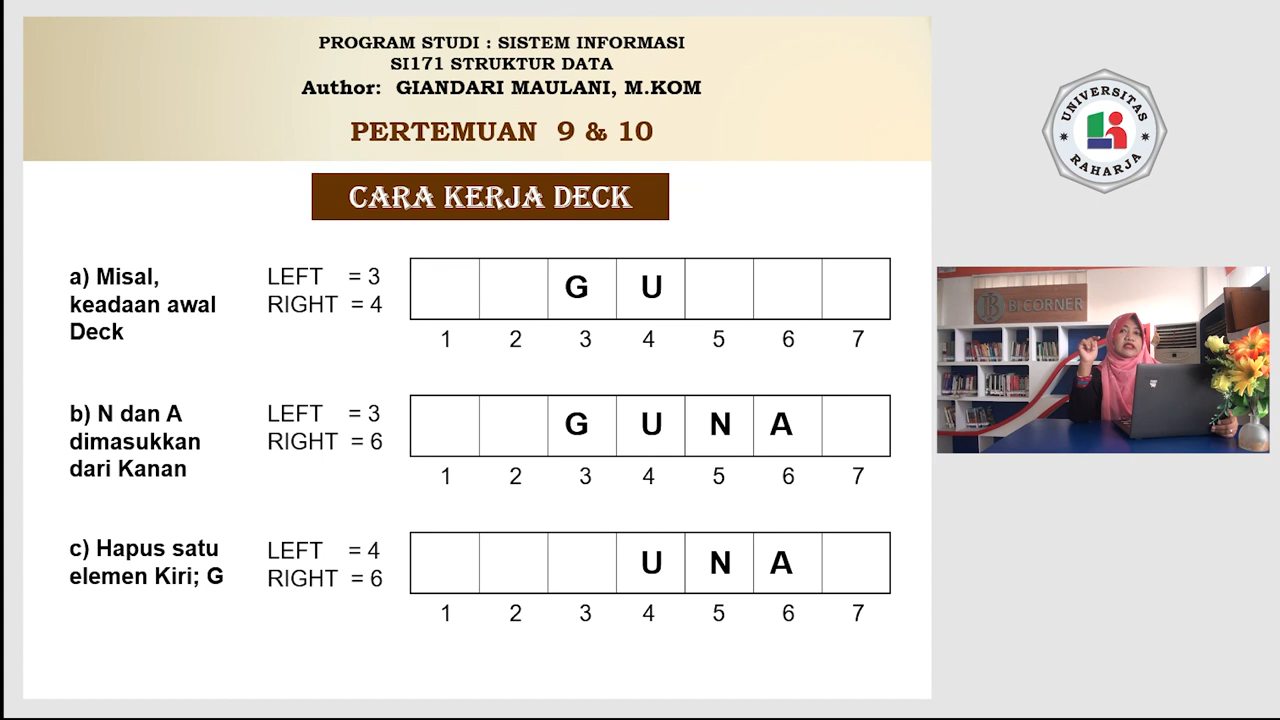 PROGRAM STUDI : SISTEM INFORMASI
SI171 STRUKTUR DATA
Author: GIANDARI MAULANI, M.KOM
PERTEMUAN 9 & 10
UNIVERSITAS
RAHARJA
CARA KERJA DECK
a) Misal,
keadaan awal
Deck
LEFT = 3
RIGHT = 4
G U
1 2 3 4 5 6 7
BI CORNER
b) N dan A
dimasukkan
dari Kanan
LEFT = 3
RIGHT = 6
G U N A
1 2 3 4 5 6 7
c) Hapus satu
elemen Kiri; G
LEFT = 4
RIGHT = 6
U N A
1 2 3 4 5 6 7